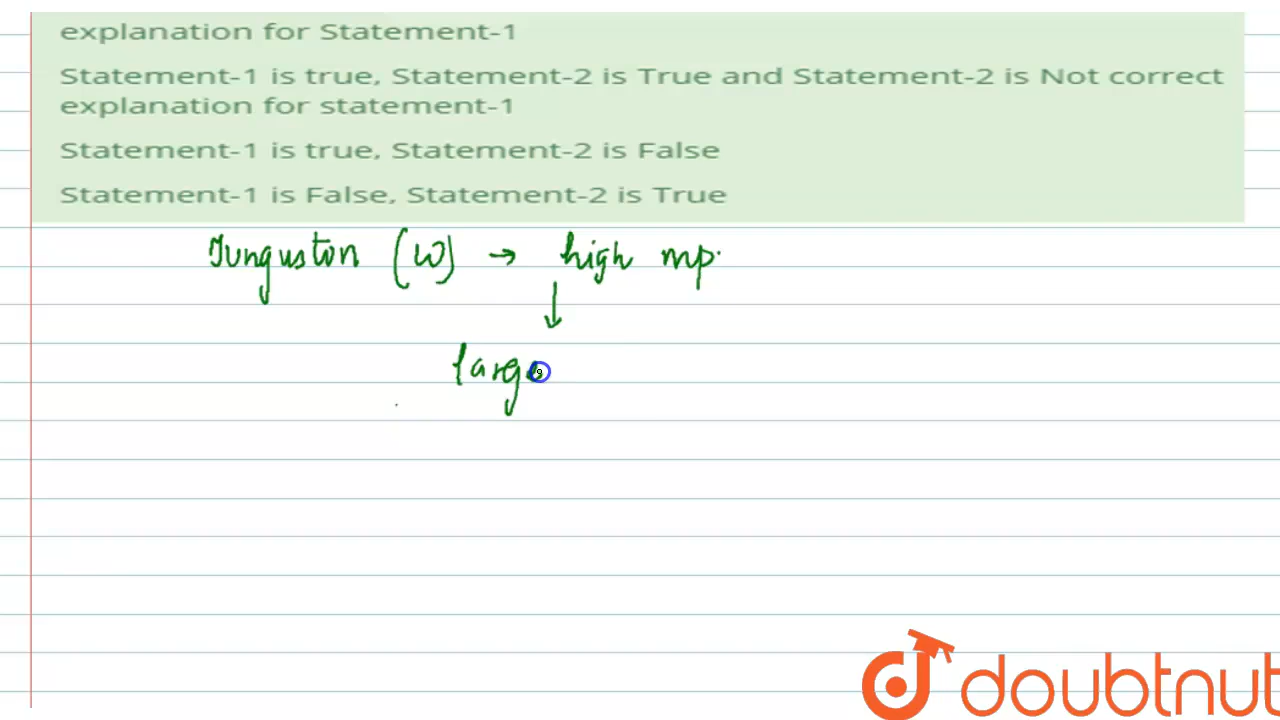 explanation for Statement-1
Statement-1 is true, Statement-2 is True and Statement-2 is Not correct
explanation for statement-1
Statement-1 is true, Statement-2 is False
Statement-1 is False, Statement-2 is True
Tunguston (W) → high mp.
↓
large
doubtnut